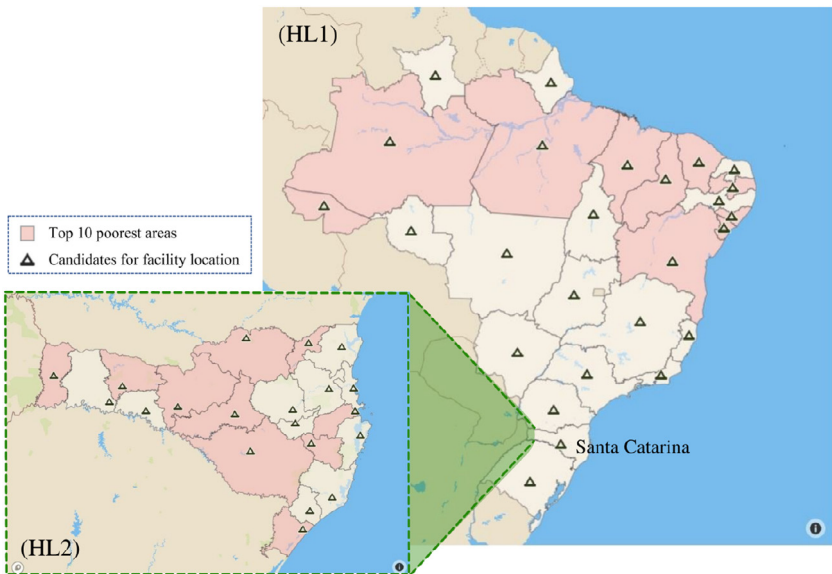 (HL1)
Top 10 poorest areas
Candidates for facility location
Santa Catarina
(HL2)